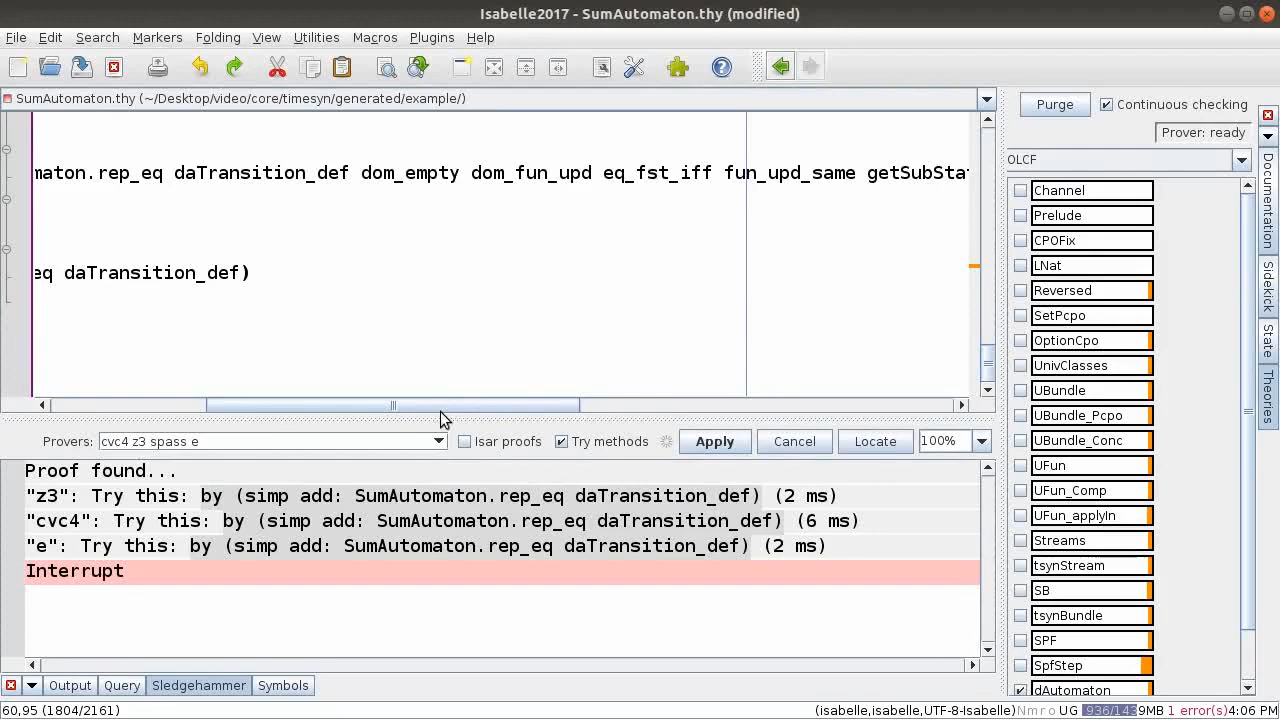 Isabelle2017 - SumAutomaton.thy (modified)
File Edit Search Markers Folding View Utilities Macros Plugins Help
SumAutomaton.thy (~/Desktop/video/core/timesyn/generated/example/)
maton.rep_eq daTransition_def dom_empty dom_fun_upd eq_fst_iff fun_upd_same getSubSta
eq daTransition_def)
Purge Continuous checking
Prover: ready
OLCF
Channel
Prelude
CPOFix
LNat
Reversed
SetPcpo
OptionCpo
UnivClasses
UBundle
UBundle_Pcpo
UBundle_Conc
UFun
UFun_Comp
UFun_applyIn
Streams
tsynStream
SB
tsynBundle
SPF
SpfStep
dAutomaton
Documentation
Sidekick
State
Theories
Provers: cvc4 z3 spass e Isar proofs Try methods Apply Cancel Locate 100%
Proof found...
"z3": Try this: by (simp add: SumAutomaton.rep_eq daTransition_def) (2 ms)
"cvc4": Try this: by (simp add: SumAutomaton.rep_eq daTransition_def) (6 ms)
"e": Try this: by (simp add: SumAutomaton.rep_eq daTransition_def) (2 ms)
Interrupt
Output Query Sledgehammer Symbols
60,95 (1804/2161) (isabelle,isabelle,UTF-8-Isabelle) N m r o UG 936/1439MB 1 error(s) 4:06 PM